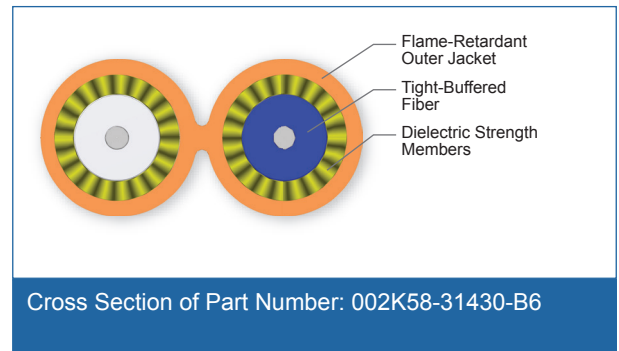 Flame-Retardant
Outer Jacket
Tight-Buffered
Fiber
Dielectric Strength
Members
Cross Section of Part Number: 002K58-31430-B6